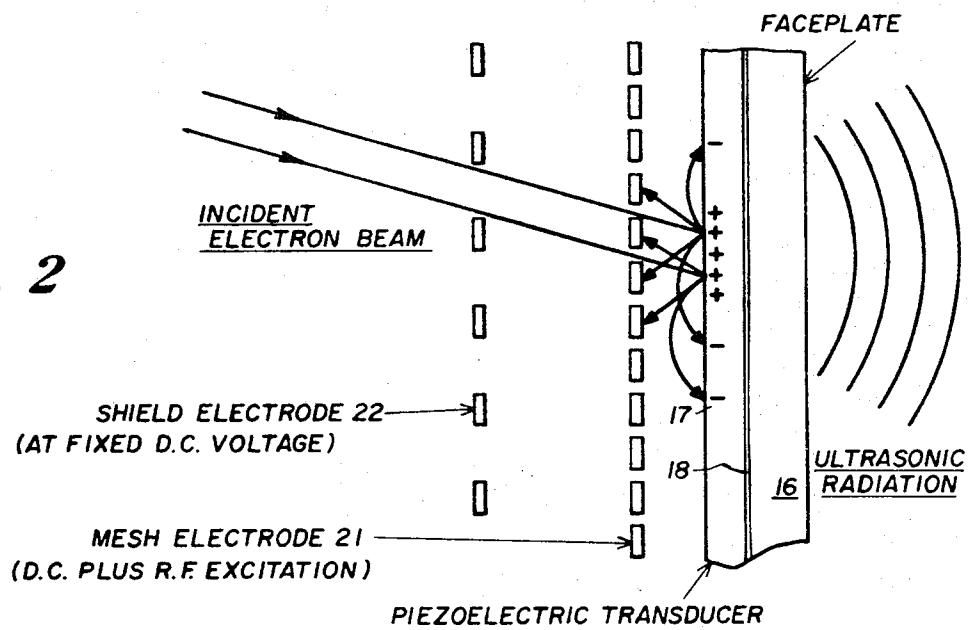 FACEPLATE
INCIDENT
ELECTRON BEAM
2
SHIELD ELECTRODE 22
(AT FIXED D.C. VOLTAGE)
MESH ELECTRODE 21
(D.C. PLUS R.F. EXCITATION)
17
18
16
ULTRASONIC
RADIATION
PIEZOELECTRIC TRANSDUCER